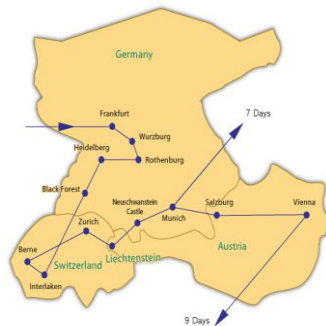 Germany
Frankfurt
7 Days
Wurzburg
Heidelberg
Rothenburg
Black Forest
Neuschwanstein
Castle
Salzburg
Vienna
Munich
Zurich
Berne
Liechtenstein
Austria
Switzerland
Interlaken
9 Days